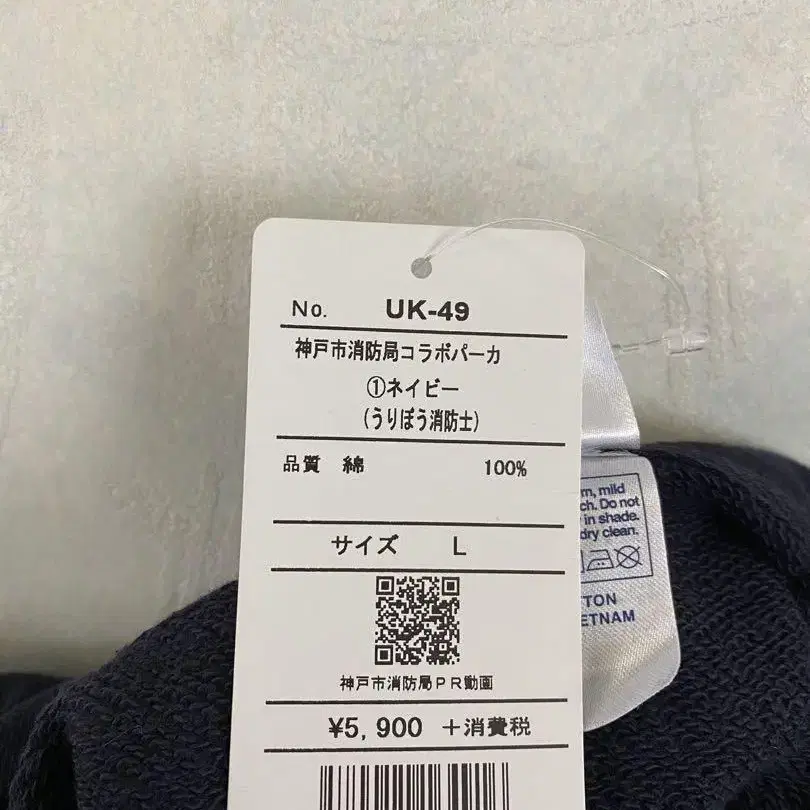 No. UK-49
神戸市消防局コラボパーカ
①ネイビー
(うりぼう消防士)
品質 綿 100%
サイズ L
神戸市消防局PR動画
¥5,900 +消費税
mild
Do not
in shade.
dry clean.